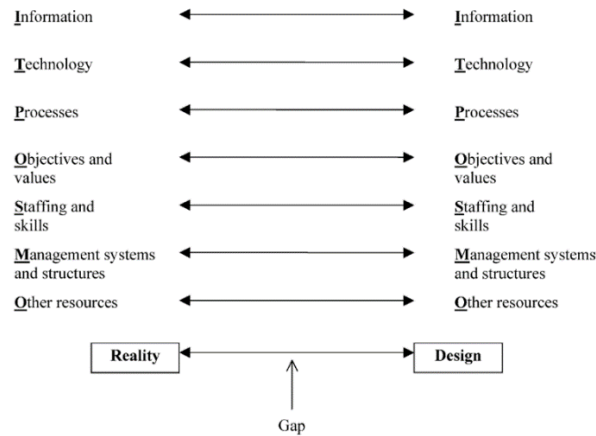 Information Information
Technology Technology
Processes Processes
Objectives and Objectives and
values values
Staffing and Staffing and
skills skills
Management systems Management systems
and structures and structures
Other resources Other resources
Reality Design
Gap